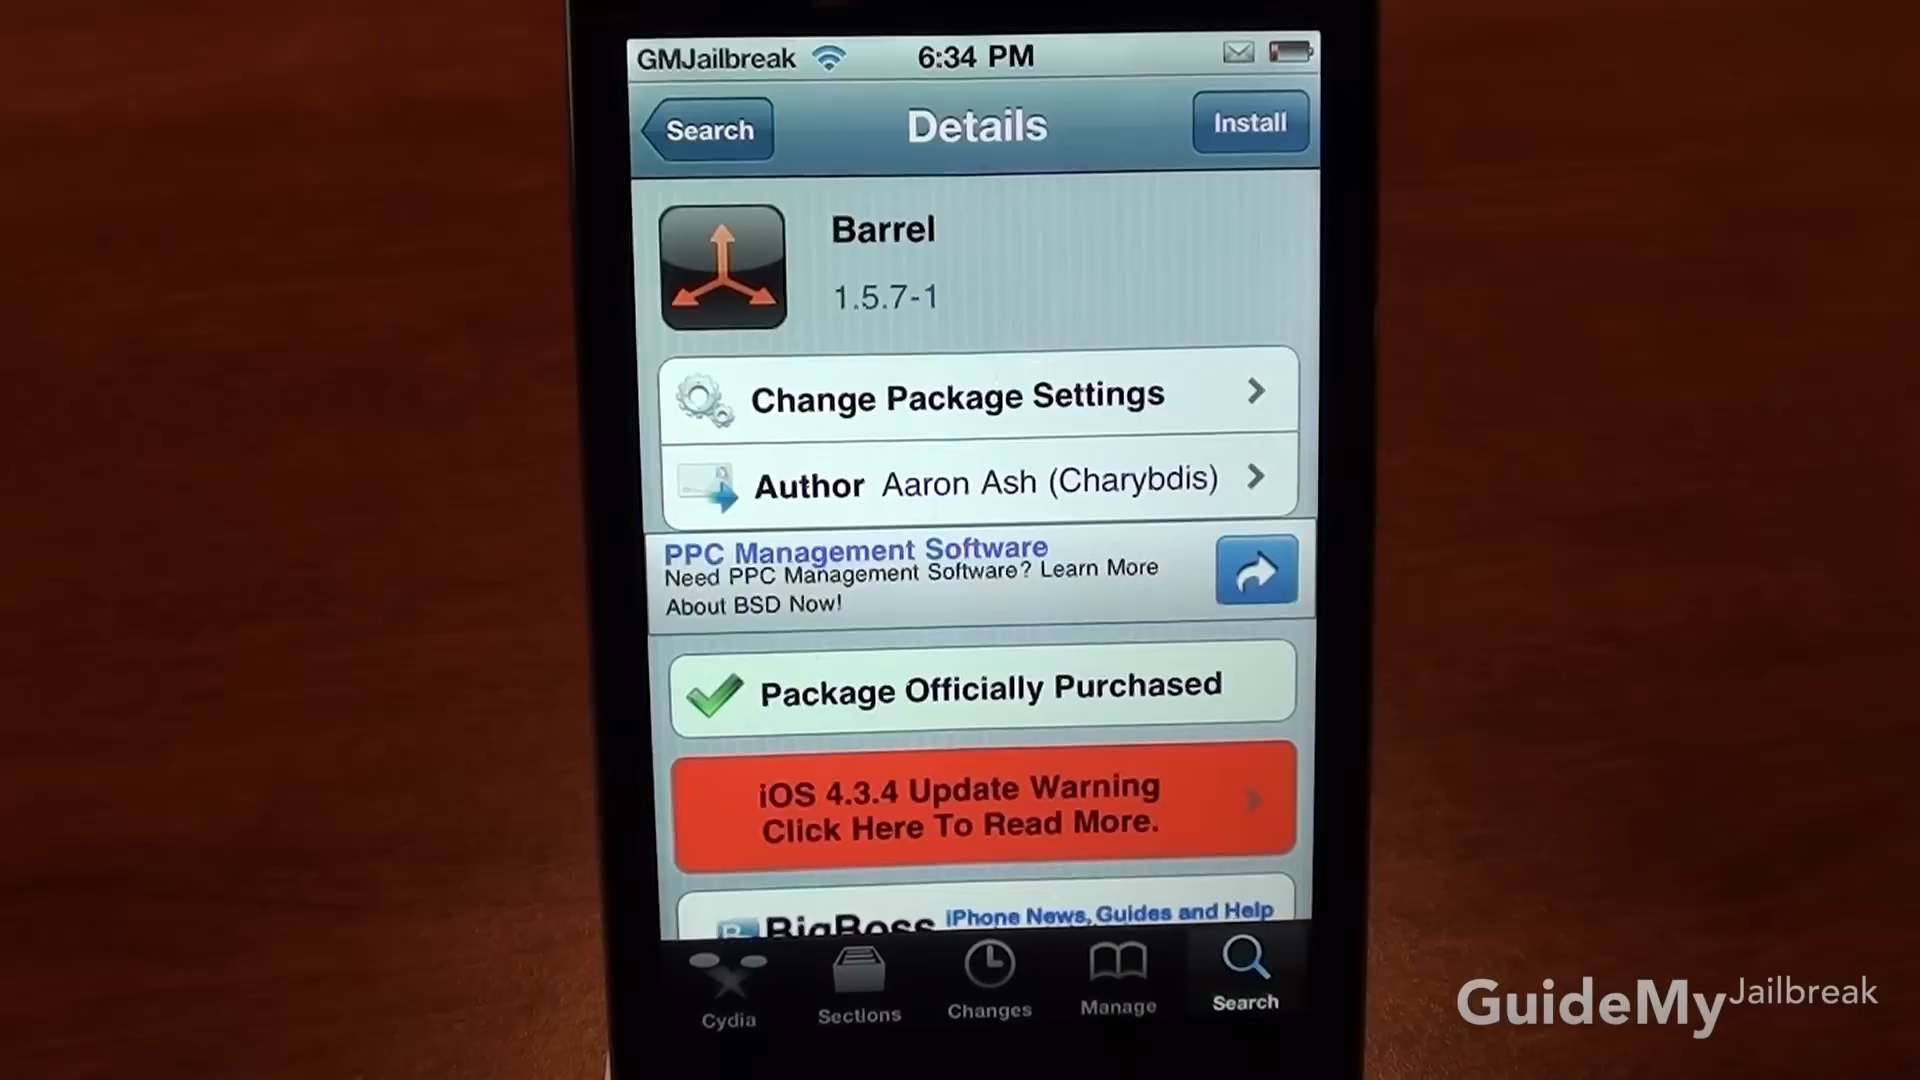 GMJailbreak
6:34 PM
Search
Details
Install
Barrel
1.5.7-1
Change Package Settings
Author Aaron Ash (Charybdis)
PPC Management Software
Need PPC Management Software? Learn More
About BSD Now!
Package Officially Purchased
iOS 4.3.4 Update Warning
Click Here To Read More.
BigBoss iPhone News, Guides and Help
Cydia
Sections
Changes
Manage
Search
GuideMyJailbreak